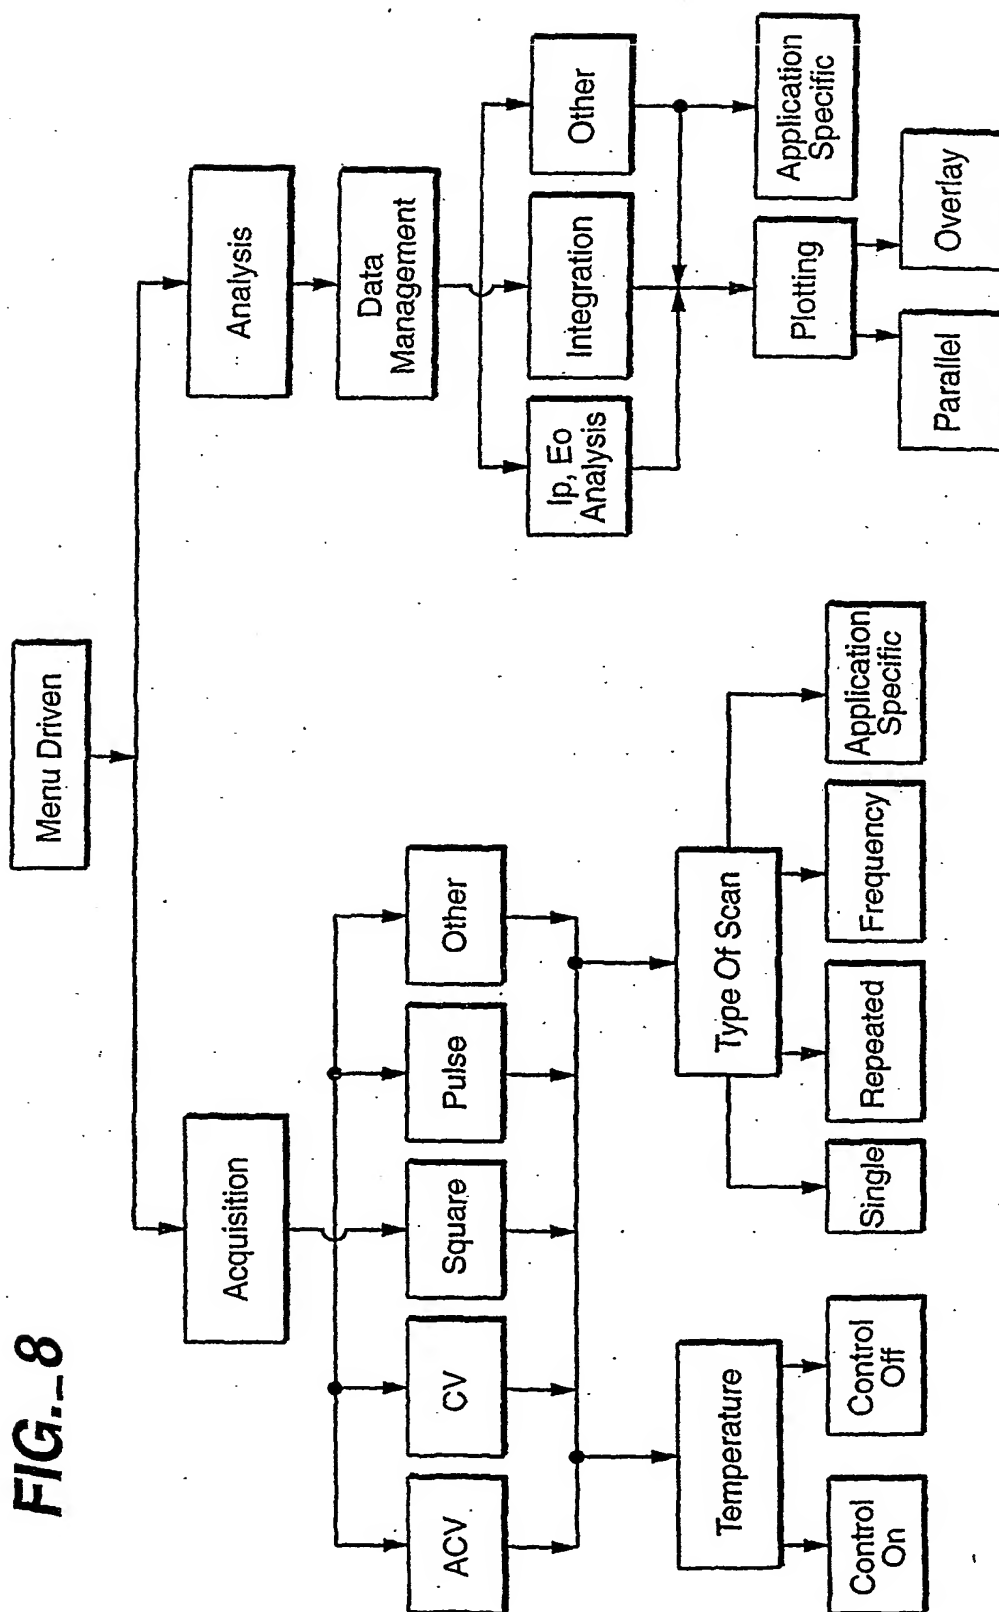 FIG._8
Menu Driven
Acquisition
Analysis
Data
Management
ACV
CV
Square
Pulse
Other
Ip, Eo
Analysis
Integration
Other
Temperature
Type Of Scan
Plotting
Application
Specific
Control
On
Control
Off
Single
Repeated
Frequency
Application
Specific
Parallel
Overlay